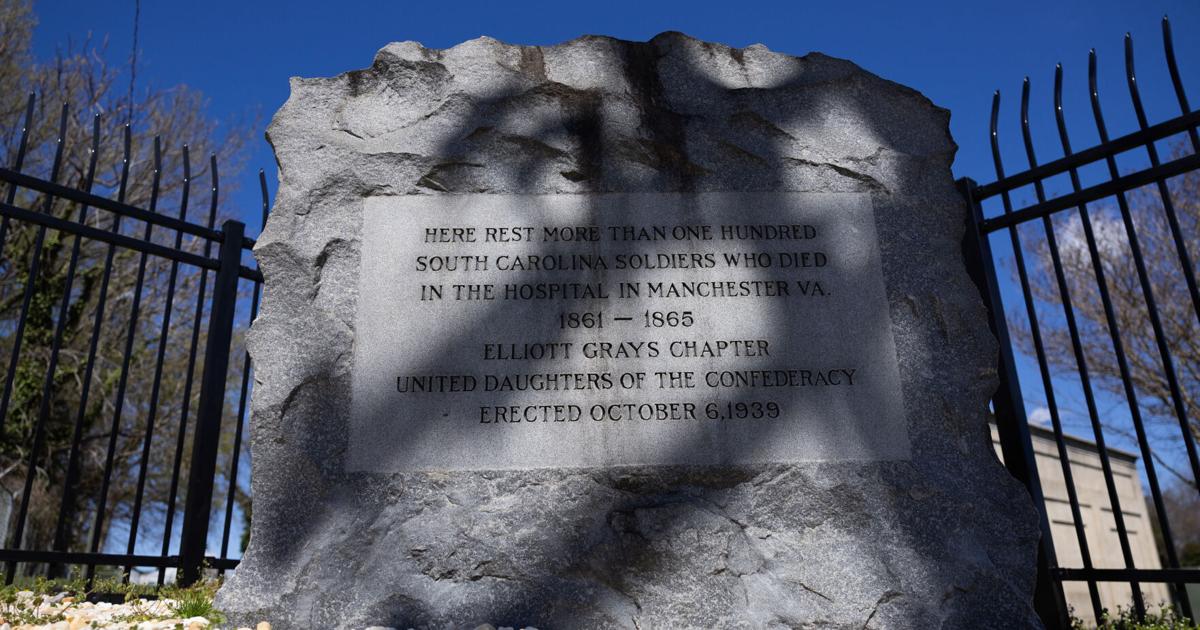 HERE REST MORE THAN ONE HUNDRED
SOUTH CAROLINA SOLDIERS WHO DIED
IN THE HOSPITAL IN MANCHESTER VA.
1861 — 1865
ELLIOTT GRAYS CHAPTER
UNITED DAUGHTERS OF THE CONFEDERACY
ERECTED OCTOBER 6,1939